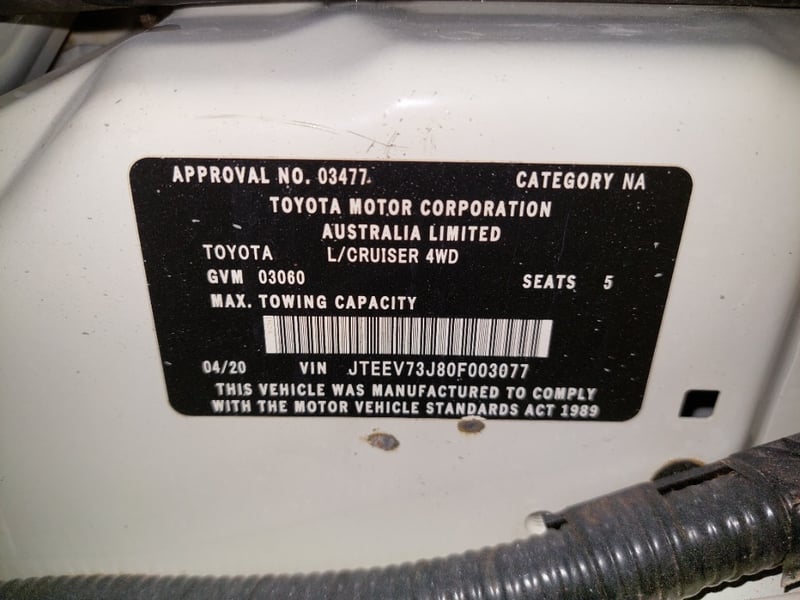 APPROVAL NO. 03477 CATEGORY NA
TOYOTA MOTOR CORPORATION
AUSTRALIA LIMITED
TOYOTA L/CRUISER 4WD
GVM 03060 SEATS 5
MAX. TOWING CAPACITY
04/20 VIN JTEEV73J80F003077
THIS VEHICLE WAS MANUFACTURED TO COMPLY
WITH THE MOTOR VEHICLE STANDARDS ACT 1989